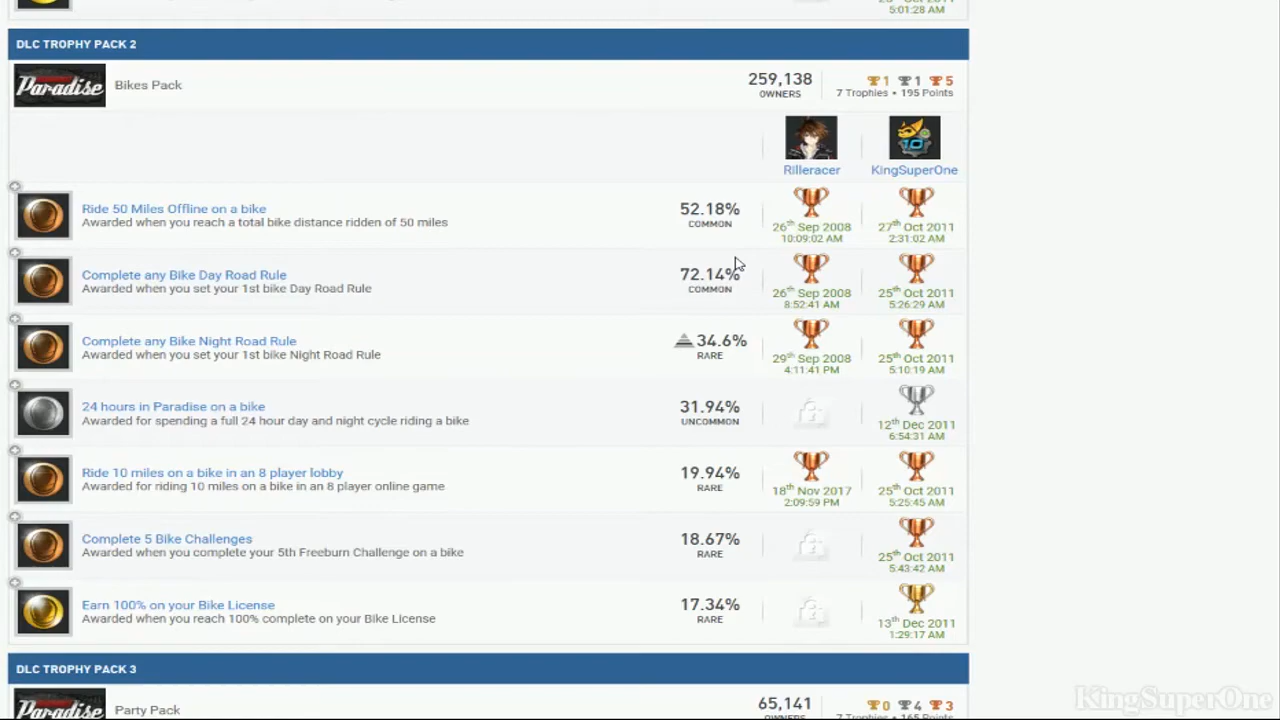 5:01:28 AM
DLC TROPHY PACK 2
Paradise
Bikes Pack
259,138
OWNERS
1 1 5
7 Trophies • 195 Points
Rilleracer
10
KingSuperOne
Ride 50 Miles Offline on a bike
Awarded when you reach a total bike distance ridden of 50 miles
52.18%
COMMON
26th Sep 2008
10:09:02 AM
27th Oct 2011
2:31:02 AM
Complete any Bike Day Road Rule
Awarded when you set your 1st bike Day Road Rule
72.14%
COMMON
26th Sep 2008
8:52:41 AM
25th Oct 2011
5:26:29 AM
Complete any Bike Night Road Rule
Awarded when you set your 1st bike Night Road Rule
34.6%
RARE
29th Sep 2008
4:11:41 PM
25th Oct 2011
5:10:19 AM
24 hours in Paradise on a bike
Awarded for spending a full 24 hour day and night cycle riding a bike
31.94%
UNCOMMON
12th Dec 2011
6:54:31 AM
Ride 10 miles on a bike in an 8 player lobby
Awarded for riding 10 miles on a bike in an 8 player online game
19.94%
RARE
18th Nov 2017
2:09:59 PM
25th Oct 2011
5:25:45 AM
Complete 5 Bike Challenges
Awarded when you complete your 5th Freeburn Challenge on a bike
18.67%
RARE
25th Oct 2011
5:43:42 AM
Earn 100% on your Bike License
Awarded when you reach 100% complete on your Bike License
17.34%
RARE
13th Dec 2011
1:29:17 AM
DLC TROPHY PACK 3
Paradise
Party Pack
65,141
OWNERS
0 4 3
7 Trophies • 165 Points
KingSuperOne